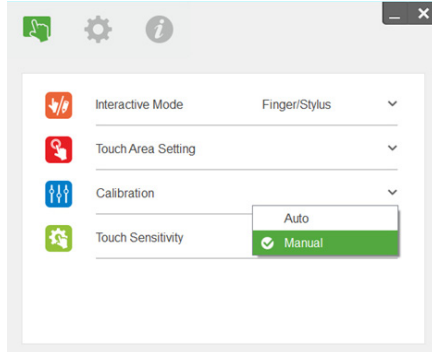 Interactive Mode Finger/Stylus
Touch Area Setting
Calibration
Auto
Manual
Touch Sensitivity